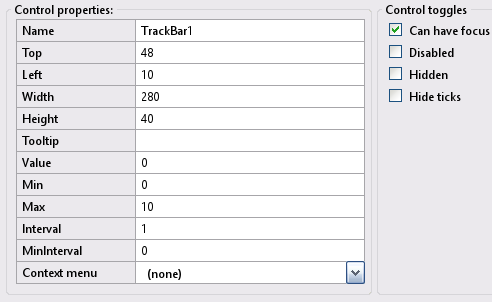 Control properties:
Name TrackBar1
Top 48
Left 10
Width 280
Height 40
Tooltip
Value 0
Min 0
Max 10
Interval 1
MinInterval 0
Context menu (none)
Control toggles
Can have focus
Disabled
Hidden
Hide ticks